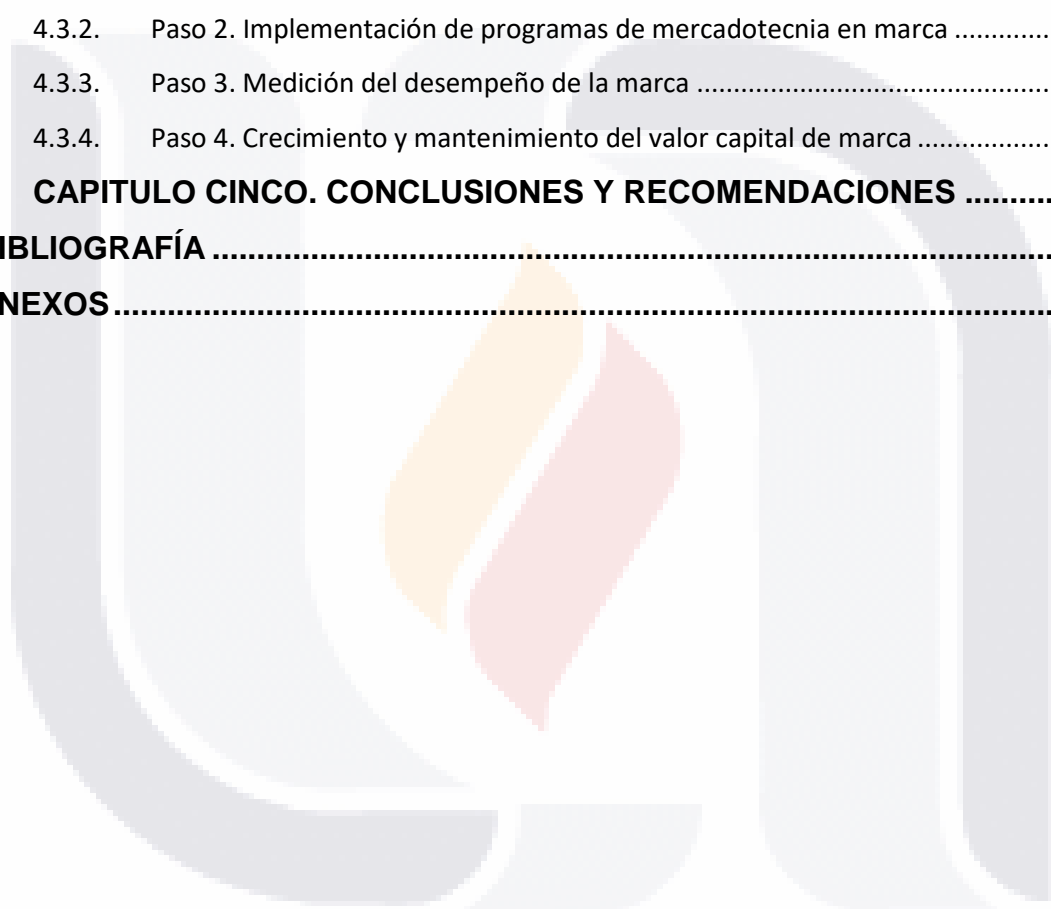 4.3.2. Paso 2. Implementación de programas de mercadotecnia en marca .............
4.3.3. Paso 3. Medición del desempeño de la marca ................................................
4.3.4. Paso 4. Crecimiento y mantenimiento del valor capital de marca ..................
CAPITULO CINCO. CONCLUSIONES Y RECOMENDACIONES ..........
IBLIOGRAFÍA ..........................................................................................
NEXOS ......................................................................................................